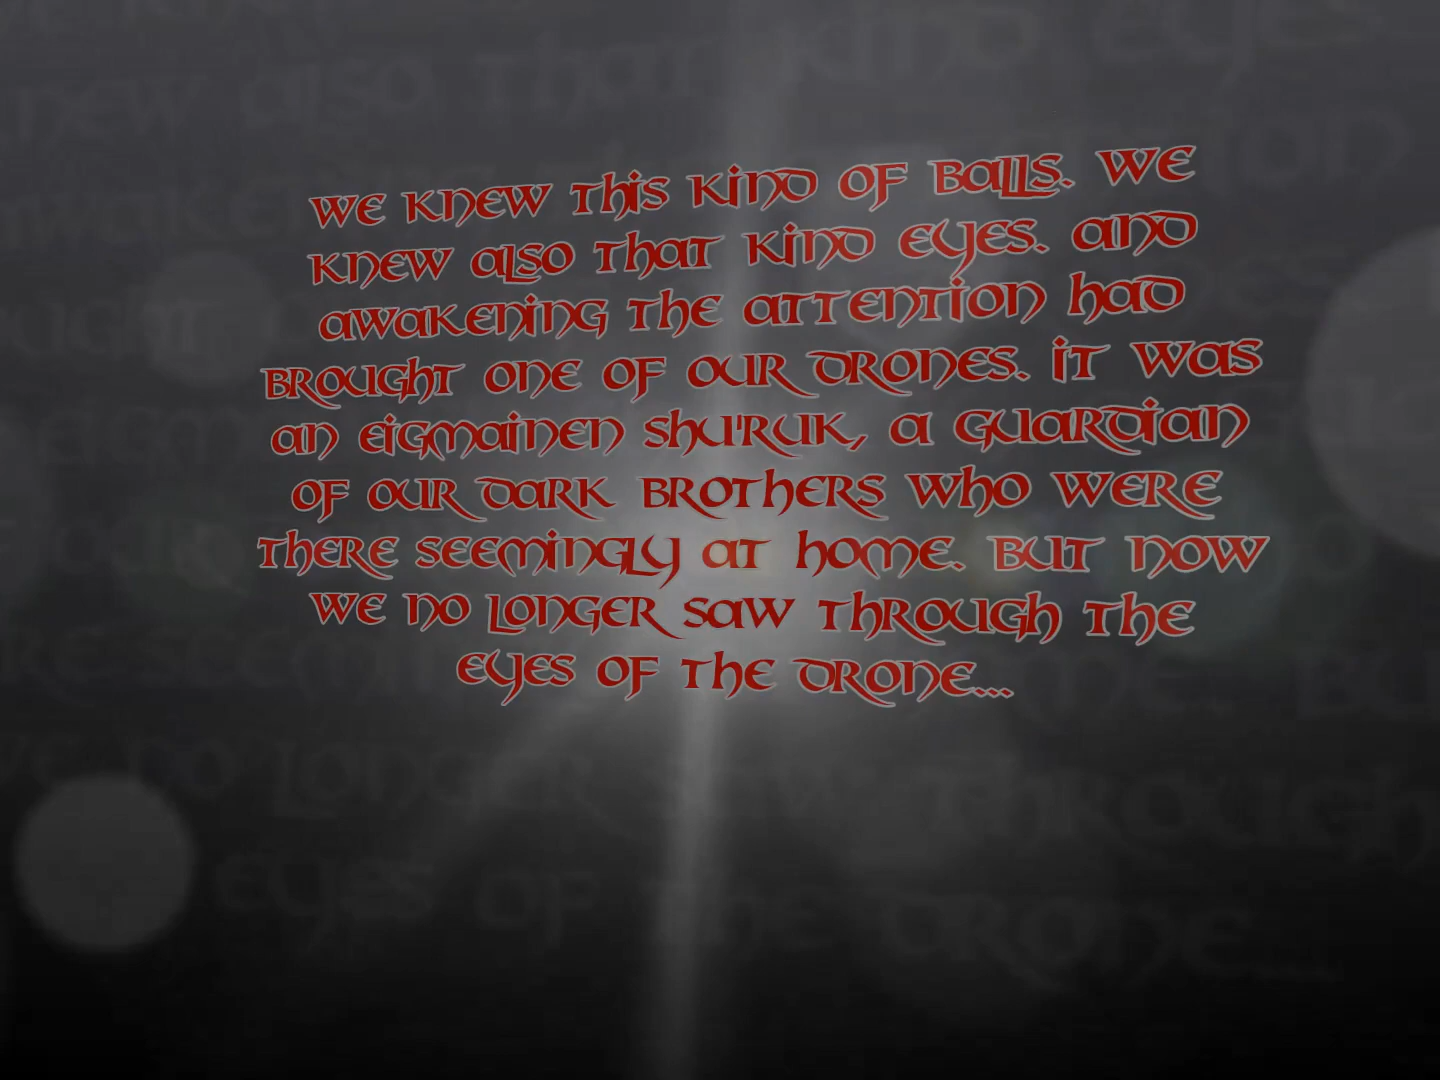 We knew this kind of balls. We
knew also that kind eyes. And
awakening the attention had
brought one of our drones. It was
an Eigmainen Shu'ruk, a guardian
of our dark brothers who were
there seemingly at home. But now
we no longer saw through the
eyes of the drone...